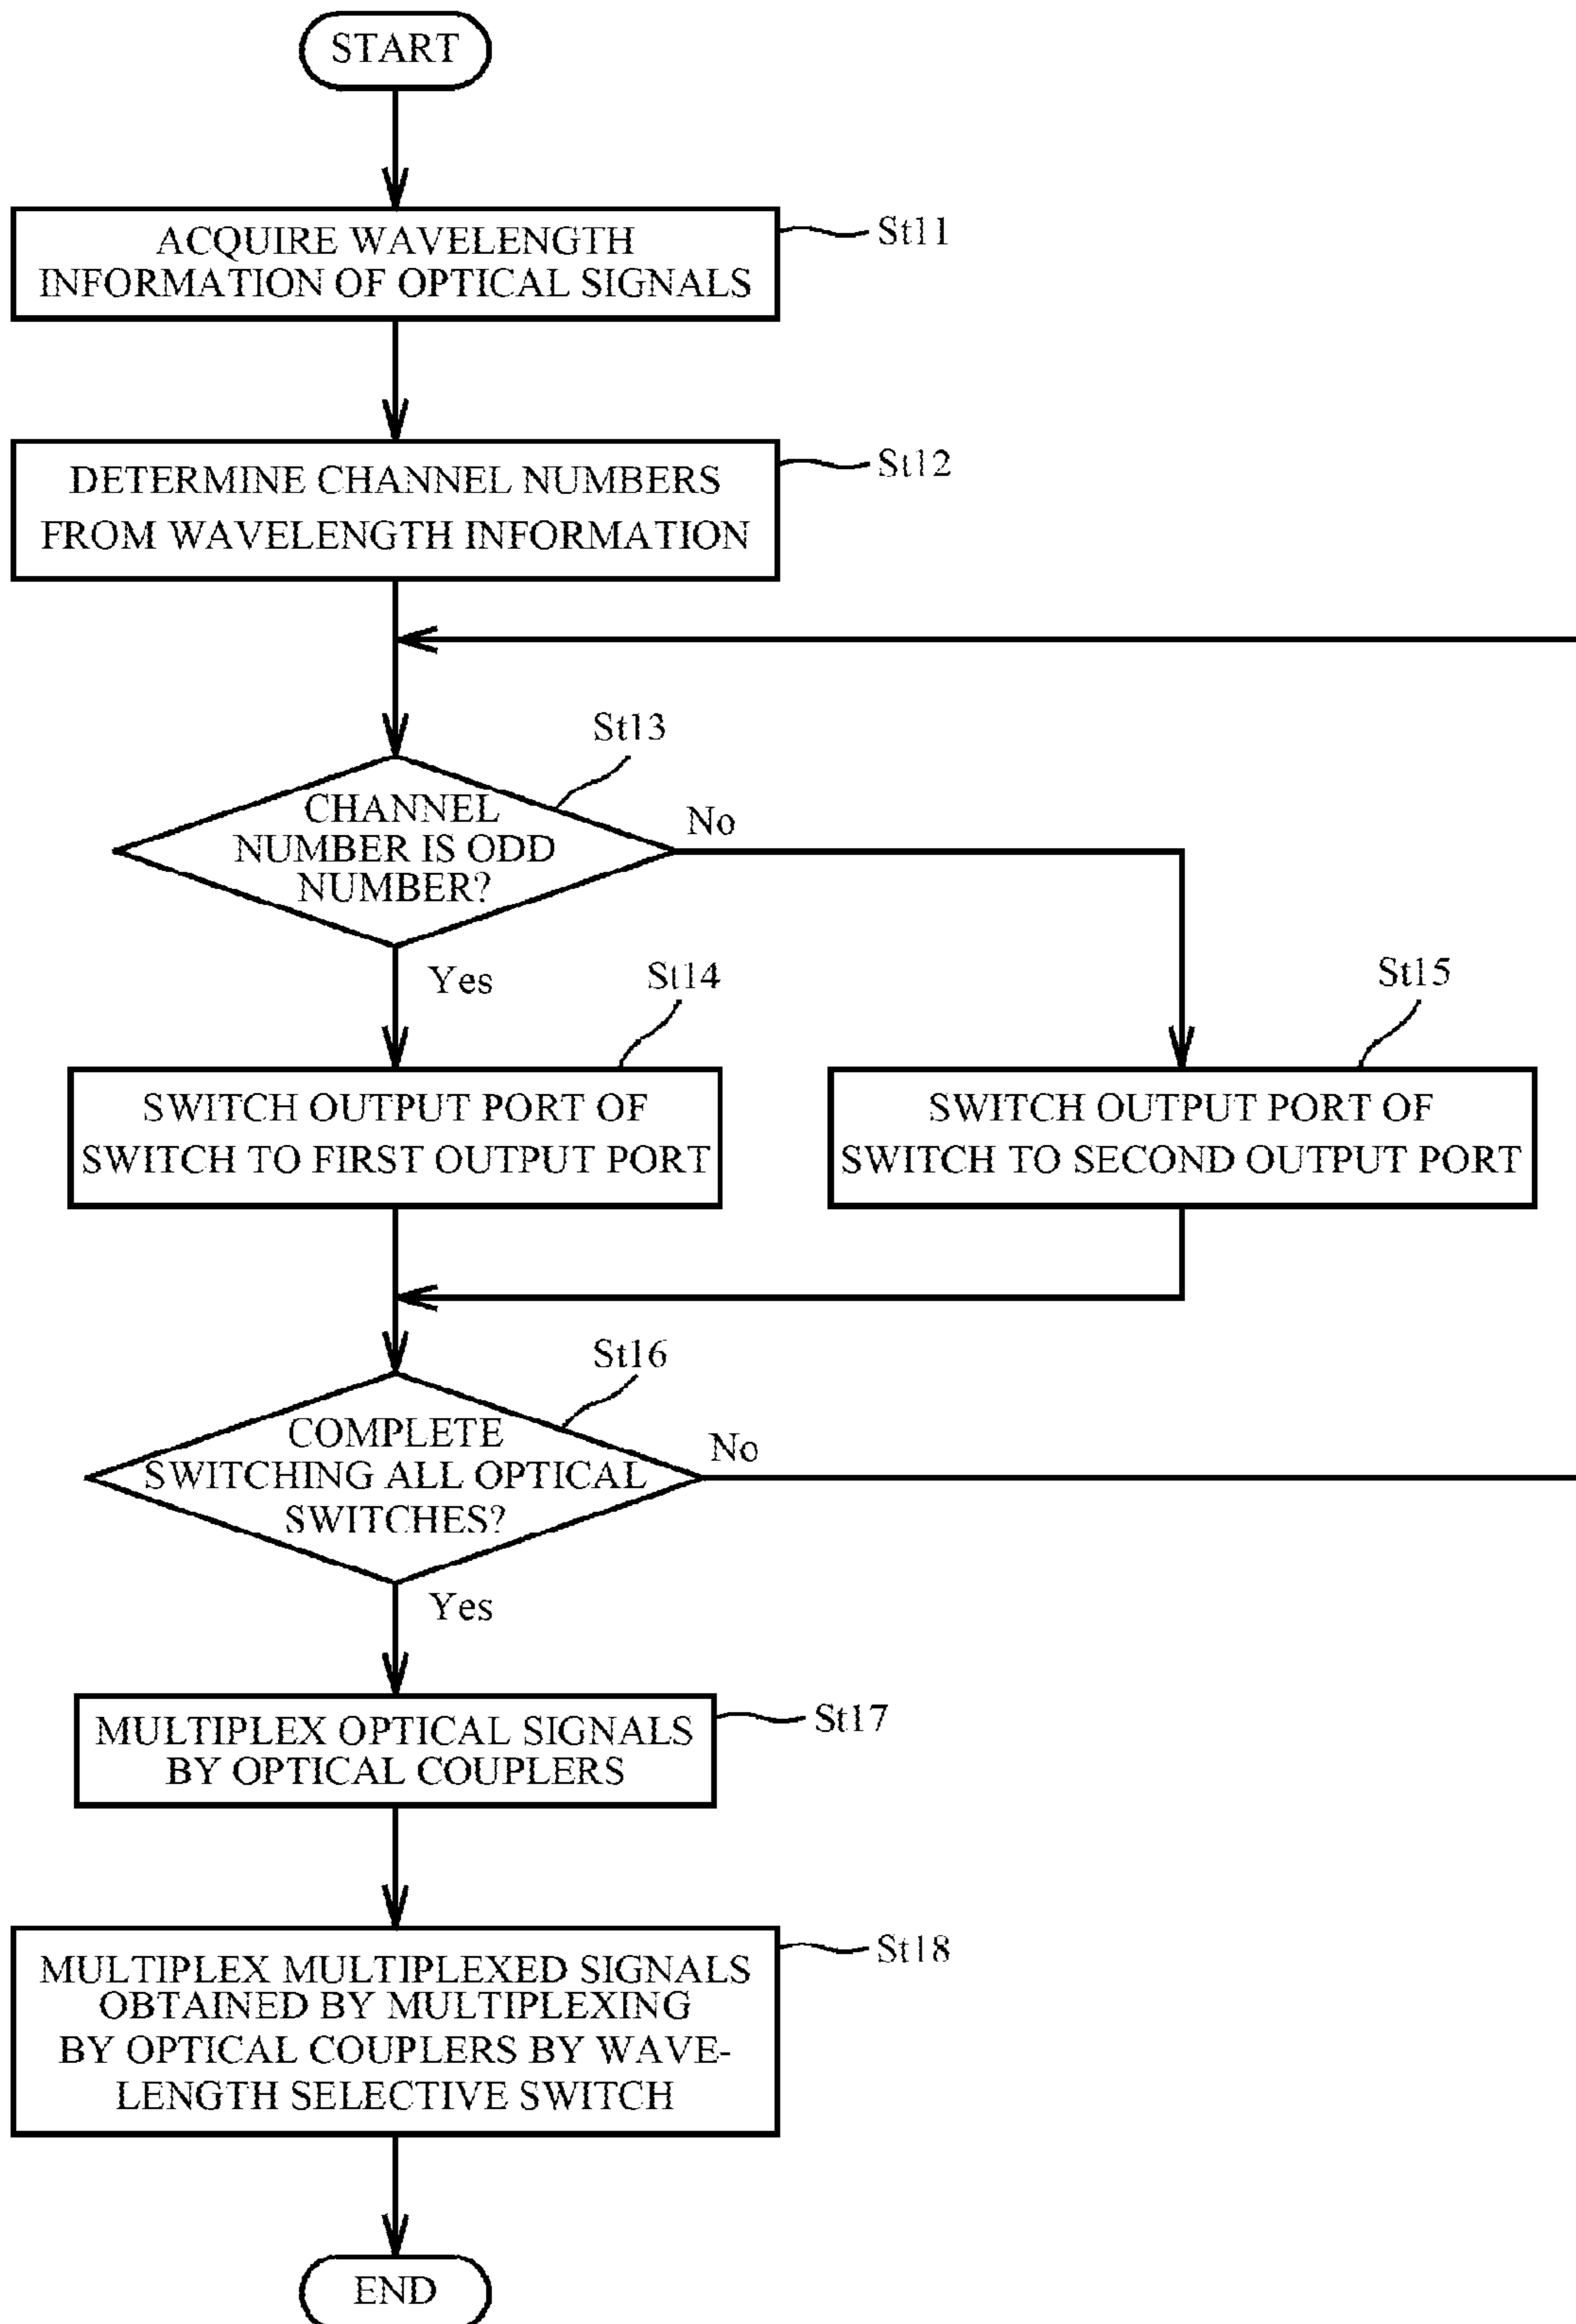 START
ACQUIRE WAVELENGTH
INFORMATION OF OPTICAL SIGNALS
St11
DETERMINE CHANNEL NUMBERS
FROM WAVELENGTH INFORMATION
St12
St13
CHANNEL
NUMBER IS ODD
NUMBER?
No
Yes
St14
St15
SWITCH OUTPUT PORT OF
SWITCH TO FIRST OUTPUT PORT
SWITCH OUTPUT PORT OF
SWITCH TO SECOND OUTPUT PORT
St16
COMPLETE
SWITCHING ALL OPTICAL
SWITCHES?
No
Yes
MULTIPLEX OPTICAL SIGNALS
BY OPTICAL COUPLERS
St17
MULTIPLEX MULTIPLEXED SIGNALS
OBTAINED BY MULTIPLEXING
BY OPTICAL COUPLERS BY WAVE-
LENGTH SELECTIVE SWITCH
St18
END